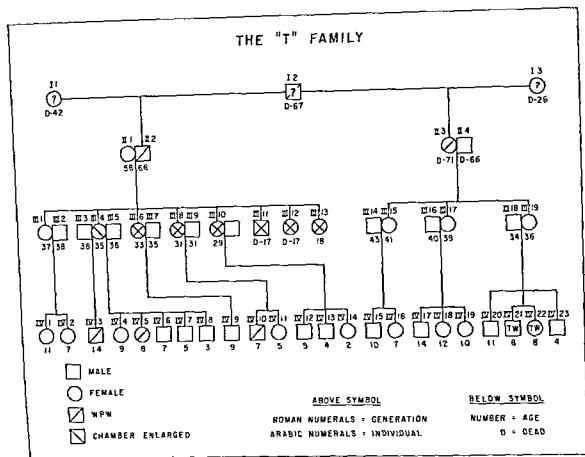 THE "T" FAMILY
I1 I2 I3
? ? ?
D-42 D-67 D-26
II1 II2 II3 II4
58 66 D-71 D-66
III1 III2 III3 III4 III5 III6 III7 III8 III9 III10 III11 III12 III13 III14 III15 III16 III17 III18 III19
37 38 38 35 36 33 35 31 31 29 D-17 D-17 18 43 41 40 39 34 36
IV1 IV2 IV3 IV4 IV5 IV6 IV7 IV8 IV9 IV10 IV11 IV12 IV13 IV14 IV15 IV16 IV17 IV18 IV19 IV20 IV21 IV22 IV23
TW TW
11 7 14 9 8 7 5 3 9 7 5 5 4 2 10 7 14 12 10 11 8 8 4
MALE
FEMALE
WPW
CHAMBER ENLARGED
ABOVE SYMBOL
ROMAN NUMERALS = GENERATION
ARABIC NUMERALS = INDIVIDUAL
BELOW SYMBOL
NUMBER = AGE
D = DEAD